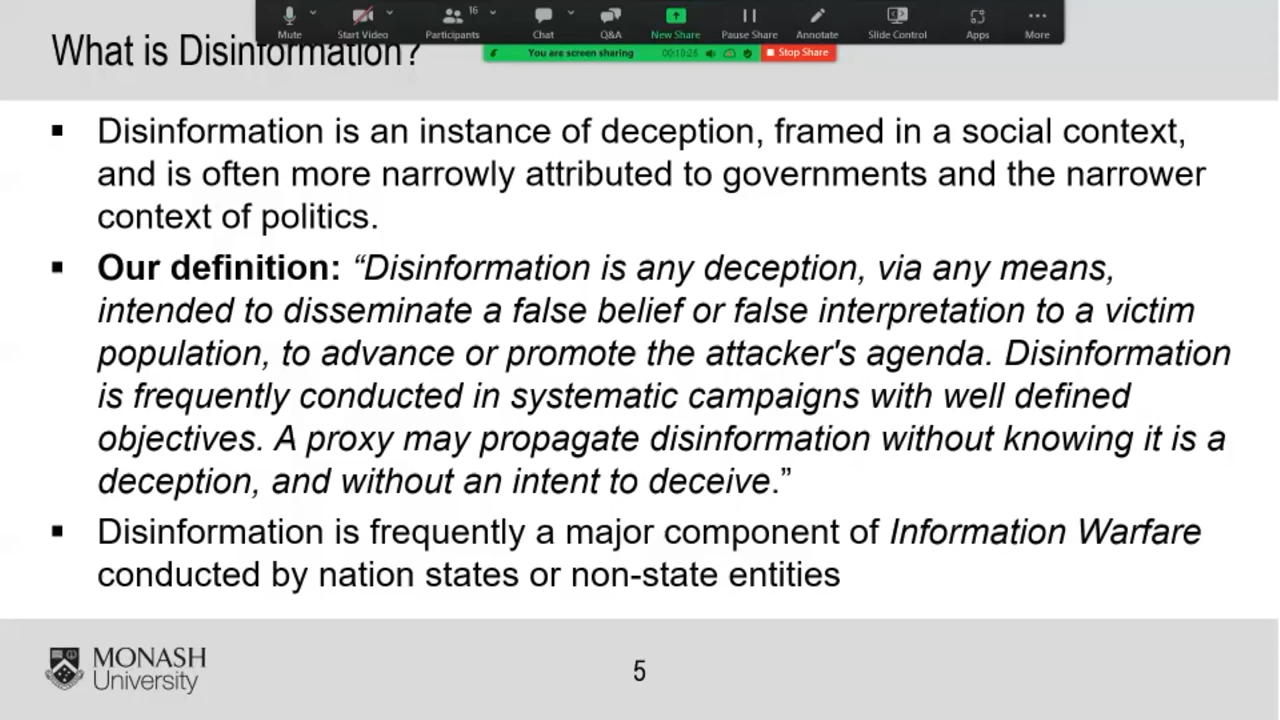 Mute
Start Video
16
Participants
Chat
Q&A
New Share
Pause Share
Annotate
Slide Control
Apps
More
What is Disinformation?
You are screen sharing
00:10:26
Stop Share
▪ Disinformation is an instance of deception, framed in a social context,
and is often more narrowly attributed to governments and the narrower
context of politics.
▪ Our definition: “Disinformation is any deception, via any means,
intended to disseminate a false belief or false interpretation to a victim
population, to advance or promote the attacker's agenda. Disinformation
is frequently conducted in systematic campaigns with well defined
objectives. A proxy may propagate disinformation without knowing it is a
deception, and without an intent to deceive.”
▪ Disinformation is frequently a major component of Information Warfare
conducted by nation states or non-state entities
MONASH
University
5